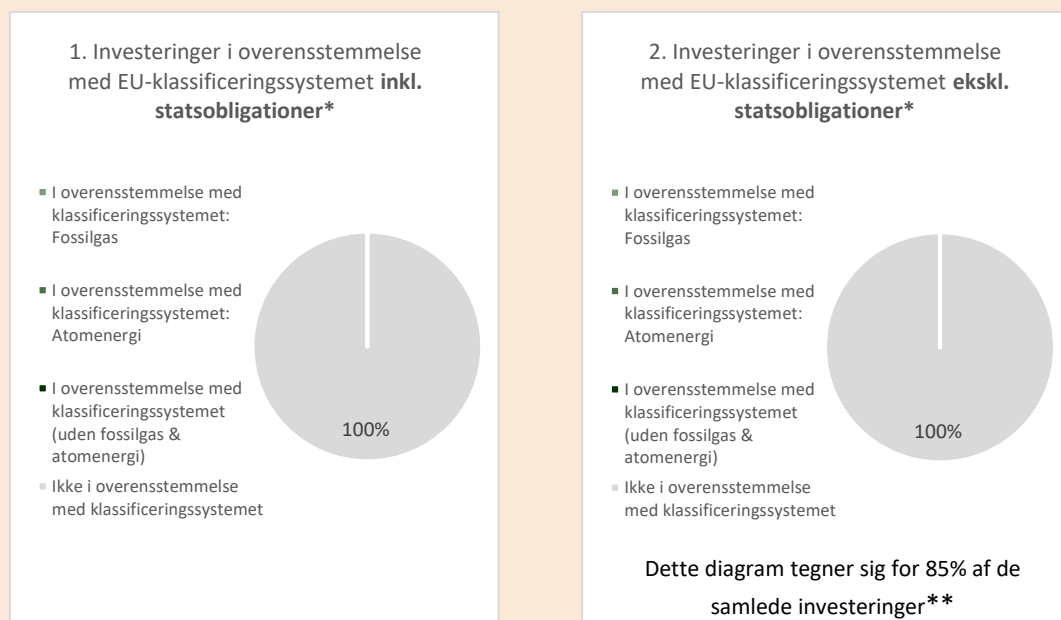 1. Investeringer i overensstemmelse
med EU-klassificeringssystemet inkl.
statsobligationer*
I overensstemmelse med
klassificeringssystemet:
Fossilgas
I overensstemmelse med
klassificeringssystemet:
Atomenergi
I overensstemmelse med
klassificeringssystemet
(uden fossilgas &
atomenergi)
Ikke i overensstemmelse
med klassificeringssystemet
100%
2. Investeringer i overensstemmelse
med EU-klassificeringssystemet ekskl.
statsobligationer*
I overensstemmelse med
klassificeringssystemet:
Fossilgas
I overensstemmelse med
klassificeringssystemet:
Atomenergi
I overensstemmelse med
klassificeringssystemet
(uden fossilgas &
atomenergi)
Ikke i overensstemmelse
med klassificeringssystemet
100%
Dette diagram tegner sig for 85% af de
samlede investeringer**